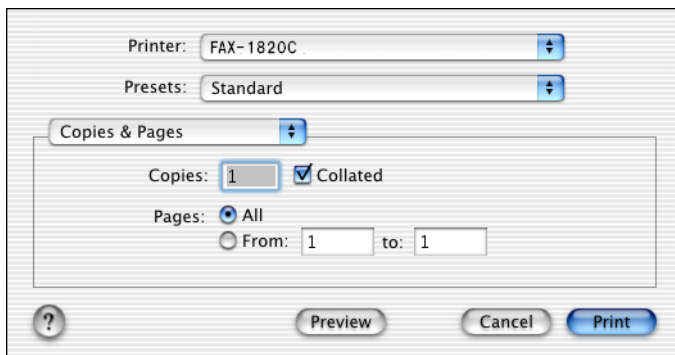 Printer: FAX-1820C
Presets: Standard
Copies & Pages
Copies: 1 Collated
Pages: All
From: 1 to: 1
? Preview Cancel Print